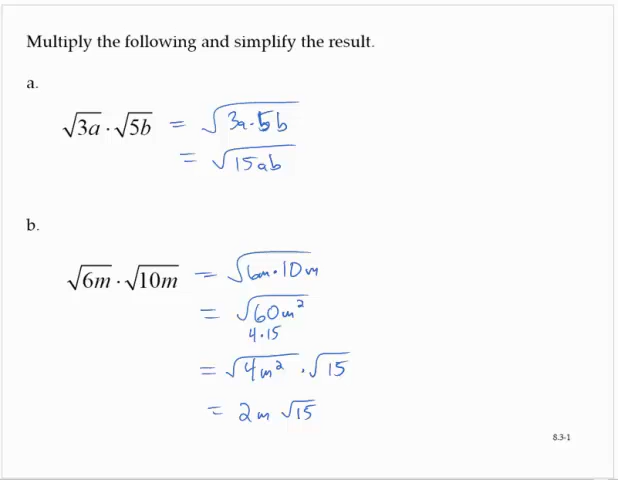 Multiply the following and simplify the result.
a.
√3a · √5b = √3a·5b
= √15ab
b.
√6m · √10m = √6m·10m
= √60m²
4·15
= √4m² · √15
= 2m √15
8.3-1